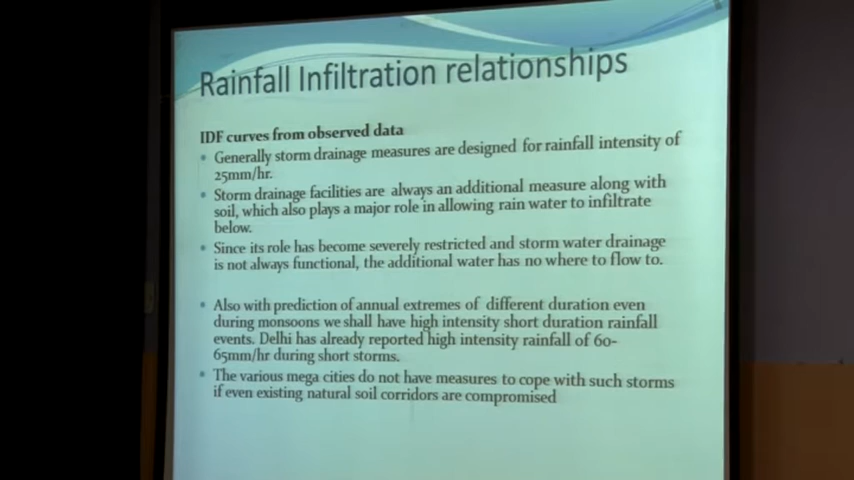 Rainfall Infiltration relationships
IDF curves from observed data
• Generally storm drainage measures are designed for rainfall intensity of
25mm/hr.
• Storm drainage facilities are always an additional measure along with
soil, which also plays a major role in allowing rain water to infiltrate
below.
• Since its role has become severely restricted and storm water drainage
is not always functional, the additional water has no where to flow to.
• Also with prediction of annual extremes of different duration even
during monsoons we shall have high intensity short duration rainfall
events. Delhi has already reported high intensity rainfall of 60-
65mm/hr during short storms.
• The various mega cities do not have measures to cope with such storms
if even existing natural soil corridors are compromised